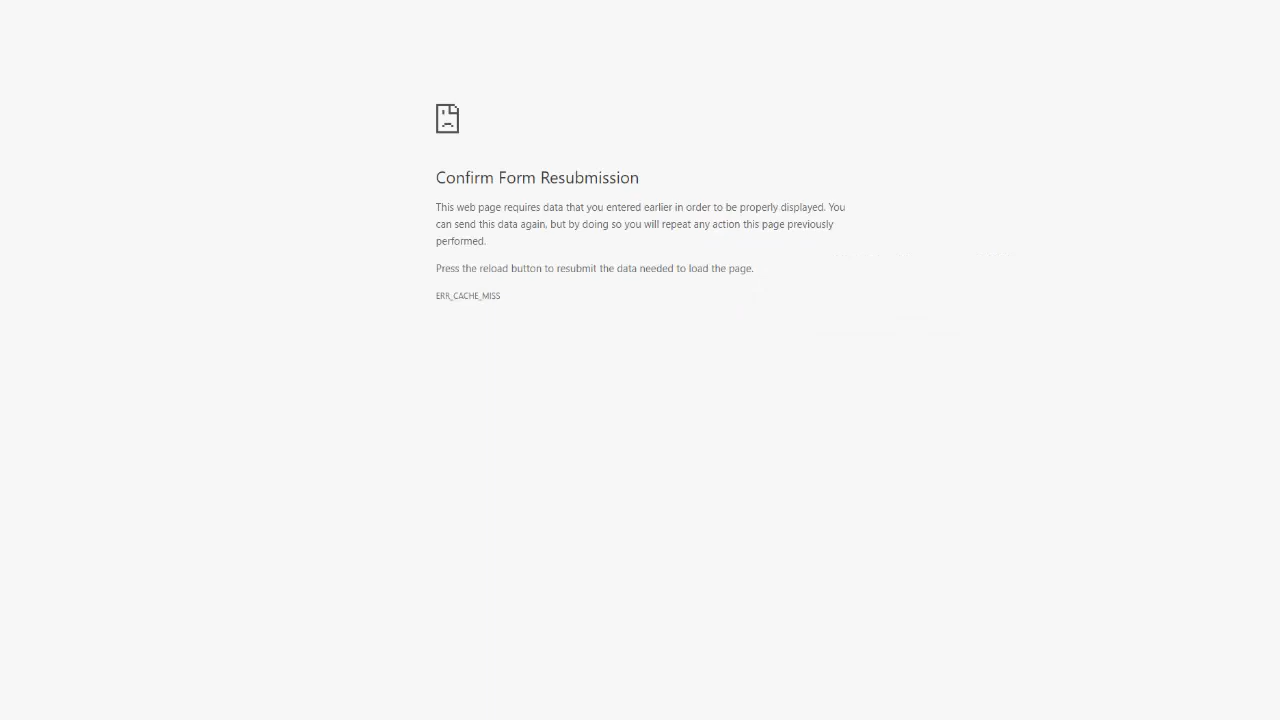 Confirm Form Resubmission
This web page requires data that you entered earlier in order to be properly displayed. You
can send this data again, but by doing so you will repeat any action this page previously
performed.
Press the reload button to resubmit the data needed to load the page.
ERR_CACHE_MISS